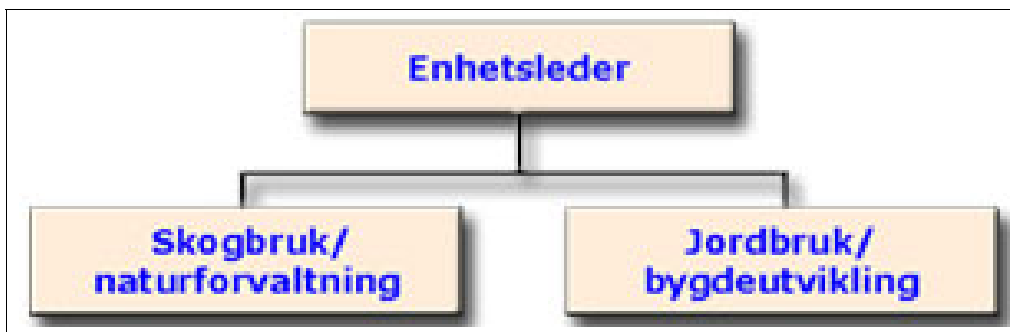 Enhetsleder
Skogbruk/
naturforvaltning
Jordbruk/
bygdeutvikling